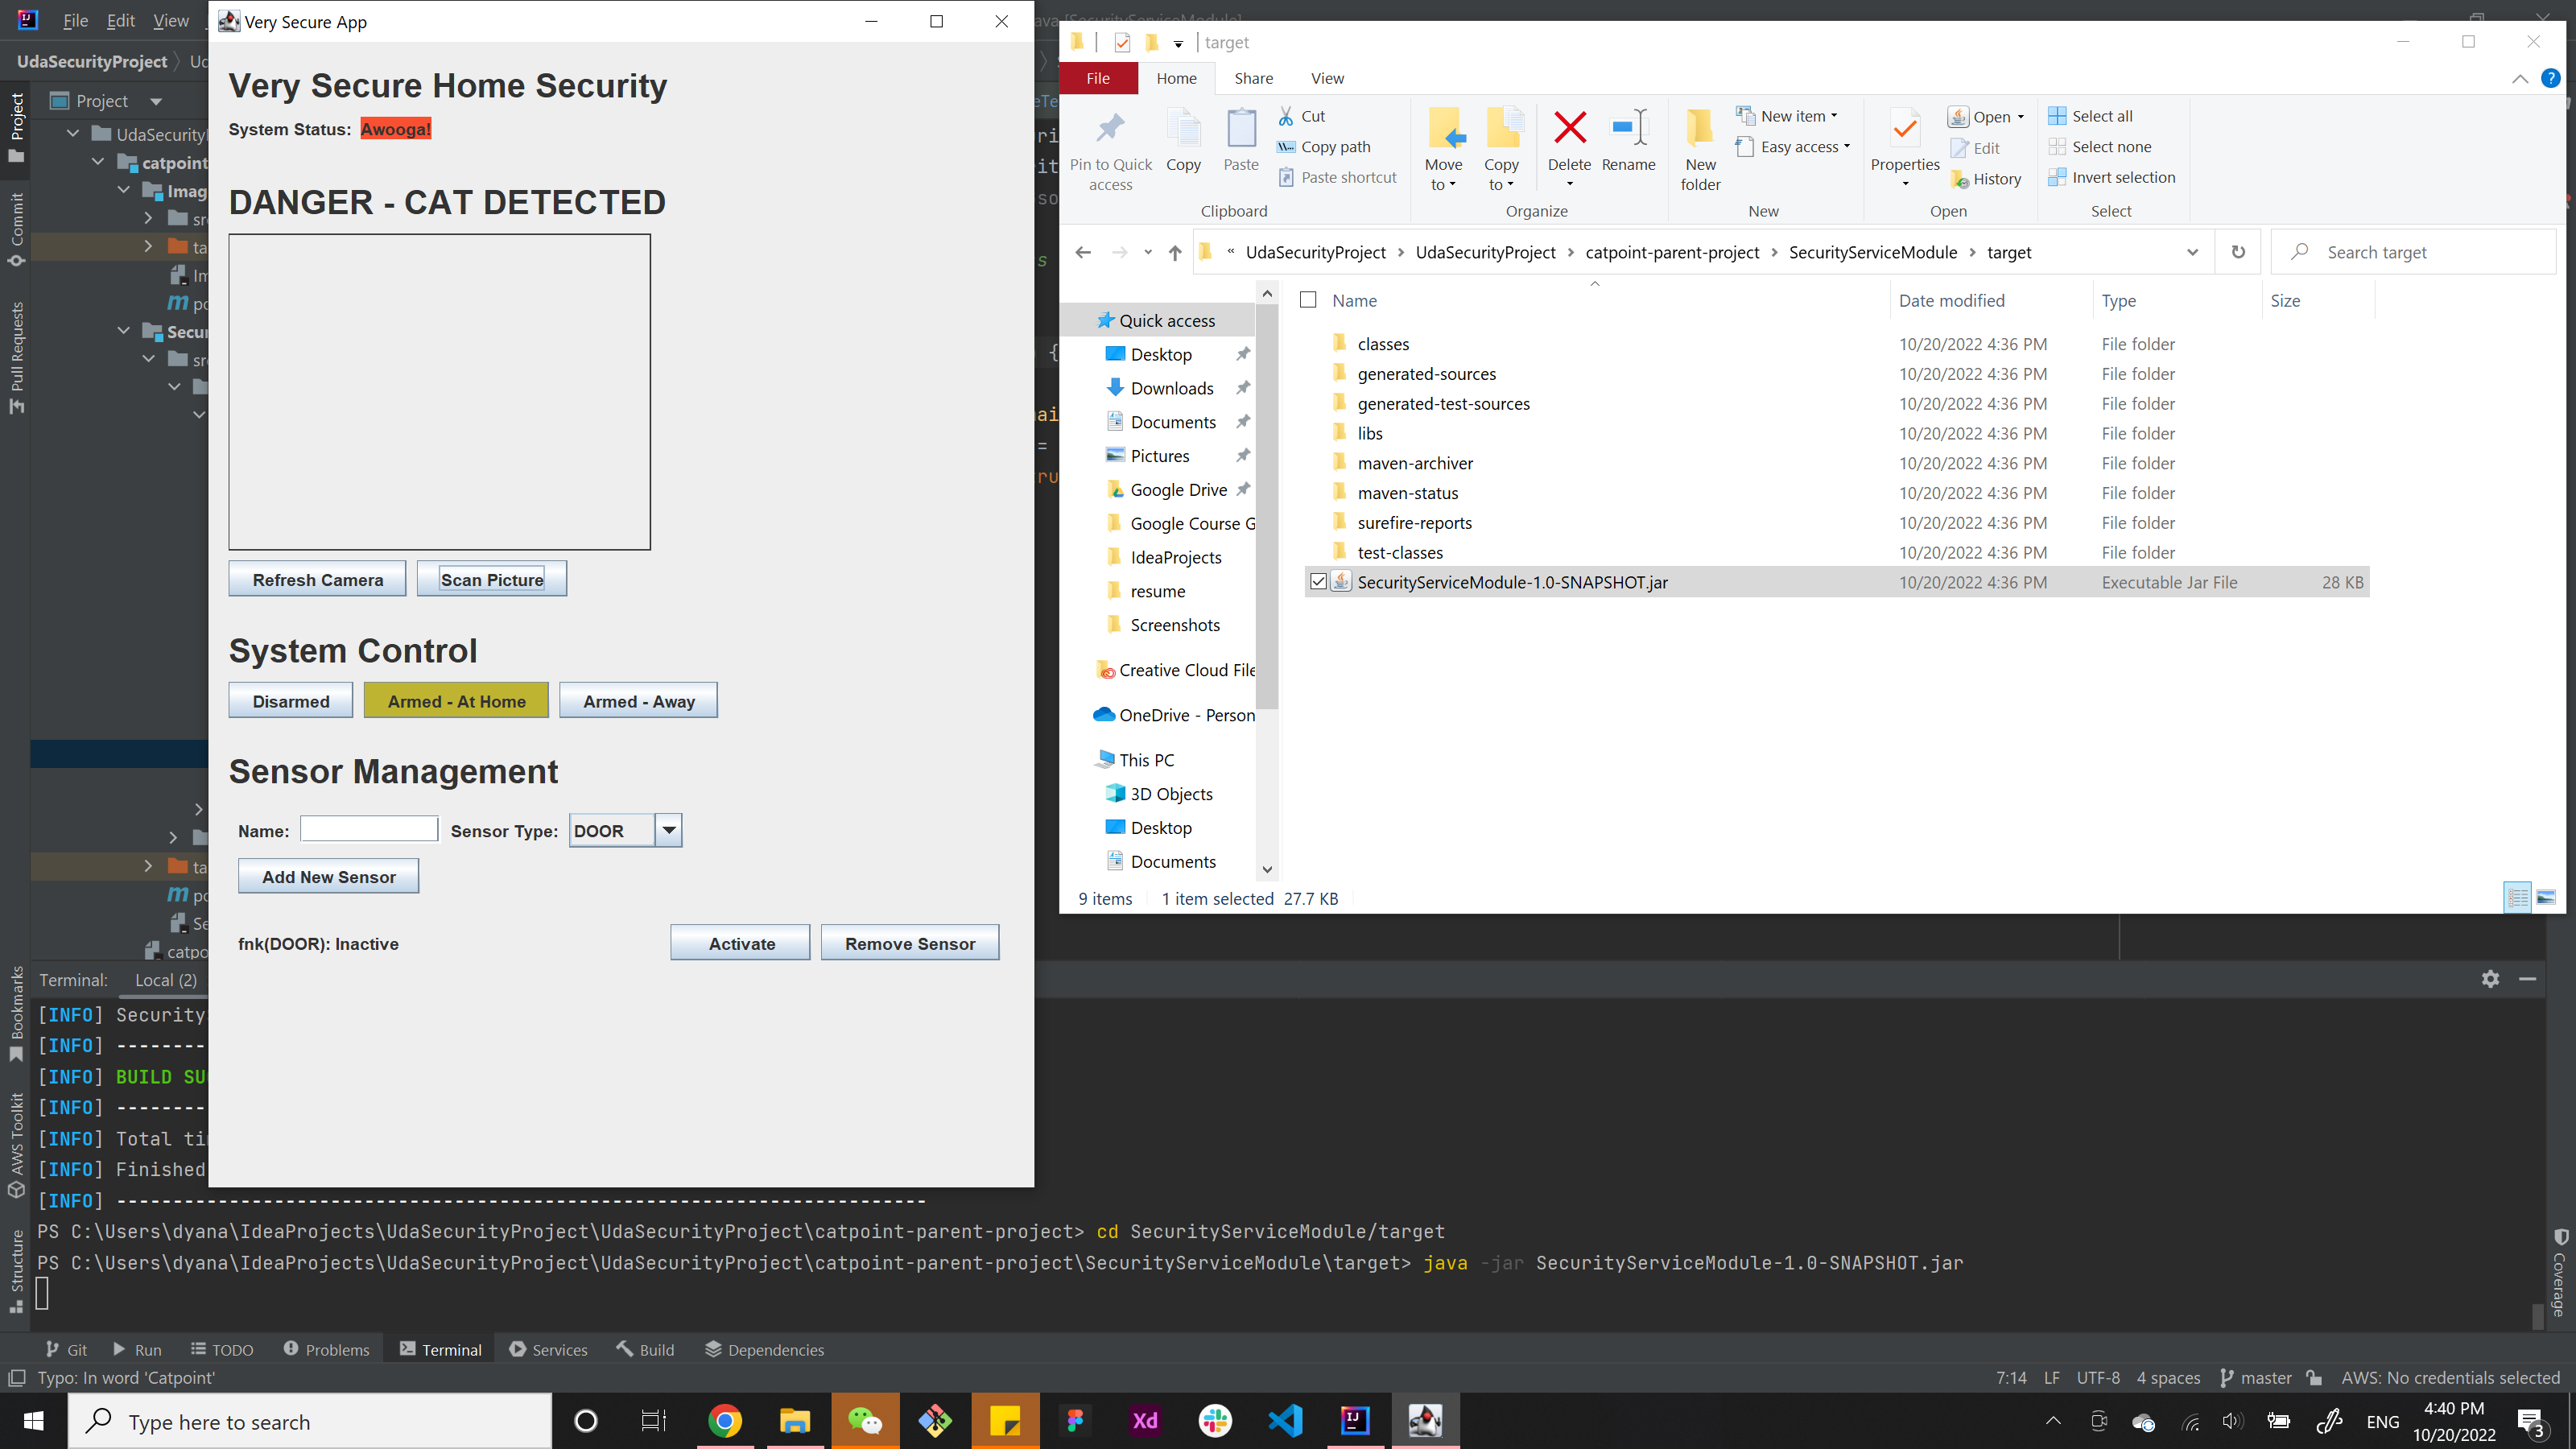 File Edit View
Very Secure App
UdaSecurityProject
Project
Very Secure Home Security
System Status: Awooga!
DANGER - CAT DETECTED
Refresh Camera Scan Picture
System Control
Disarmed Armed - At Home Armed - Away
Sensor Management
Name: Sensor Type: DOOR
Add New Sensor
fnk(DOOR): Inactive Activate Remove Sensor
target
File Home Share View
Pin to Quick access
Copy
Paste
Cut
Copy path
Paste shortcut
Move to
Copy to
Delete
Rename
New folder
New item
Easy access
Properties
Open
Edit
History
Select all
Select none
Invert selection
Clipboard Organize New Open Select
« UdaSecurityProject > UdaSecurityProject > catpoint-parent-project > SecurityServiceModule > target
Search target
Name Date modified Type Size
Quick access
Desktop
Downloads
Documents
Pictures
Google Drive
Google Course G
IdeaProjects
resume
Screenshots
Creative Cloud File
OneDrive - Person
This PC
3D Objects
Desktop
Documents
classes 10/20/2022 4:36 PM File folder
generated-sources 10/20/2022 4:36 PM File folder
generated-test-sources 10/20/2022 4:36 PM File folder
libs 10/20/2022 4:36 PM File folder
maven-archiver 10/20/2022 4:36 PM File folder
maven-status 10/20/2022 4:36 PM File folder
surefire-reports 10/20/2022 4:36 PM File folder
test-classes 10/20/2022 4:36 PM File folder
SecurityServiceModule-1.0-SNAPSHOT.jar 10/20/2022 4:36 PM Executable Jar File 28 KB
9 items 1 item selected 27.7 KB
Project
Commit
Pull Requests
Bookmarks
AWS Toolkit
Structure
Coverage
catpoint
Terminal: Local (2)
[INFO] Security
[INFO] --------
[INFO] BUILD SU
[INFO] --------
[INFO] Total ti
[INFO] Finished
[INFO] ------------------------------------------------------------------------
PS C:\Users\dyana\IdeaProjects\UdaSecurityProject\UdaSecurityProject\catpoint-parent-project> cd SecurityServiceModule/target
PS C:\Users\dyana\IdeaProjects\UdaSecurityProject\UdaSecurityProject\catpoint-parent-project\SecurityServiceModule\target> java -jar SecurityServiceModule-1.0-SNAPSHOT.jar
Git Run TODO Problems Terminal Services Build Dependencies
Typo: In word 'Catpoint'
7:14 LF UTF-8 4 spaces master AWS: No credentials selected
Type here to search
ENG
4:40 PM
10/20/2022
3